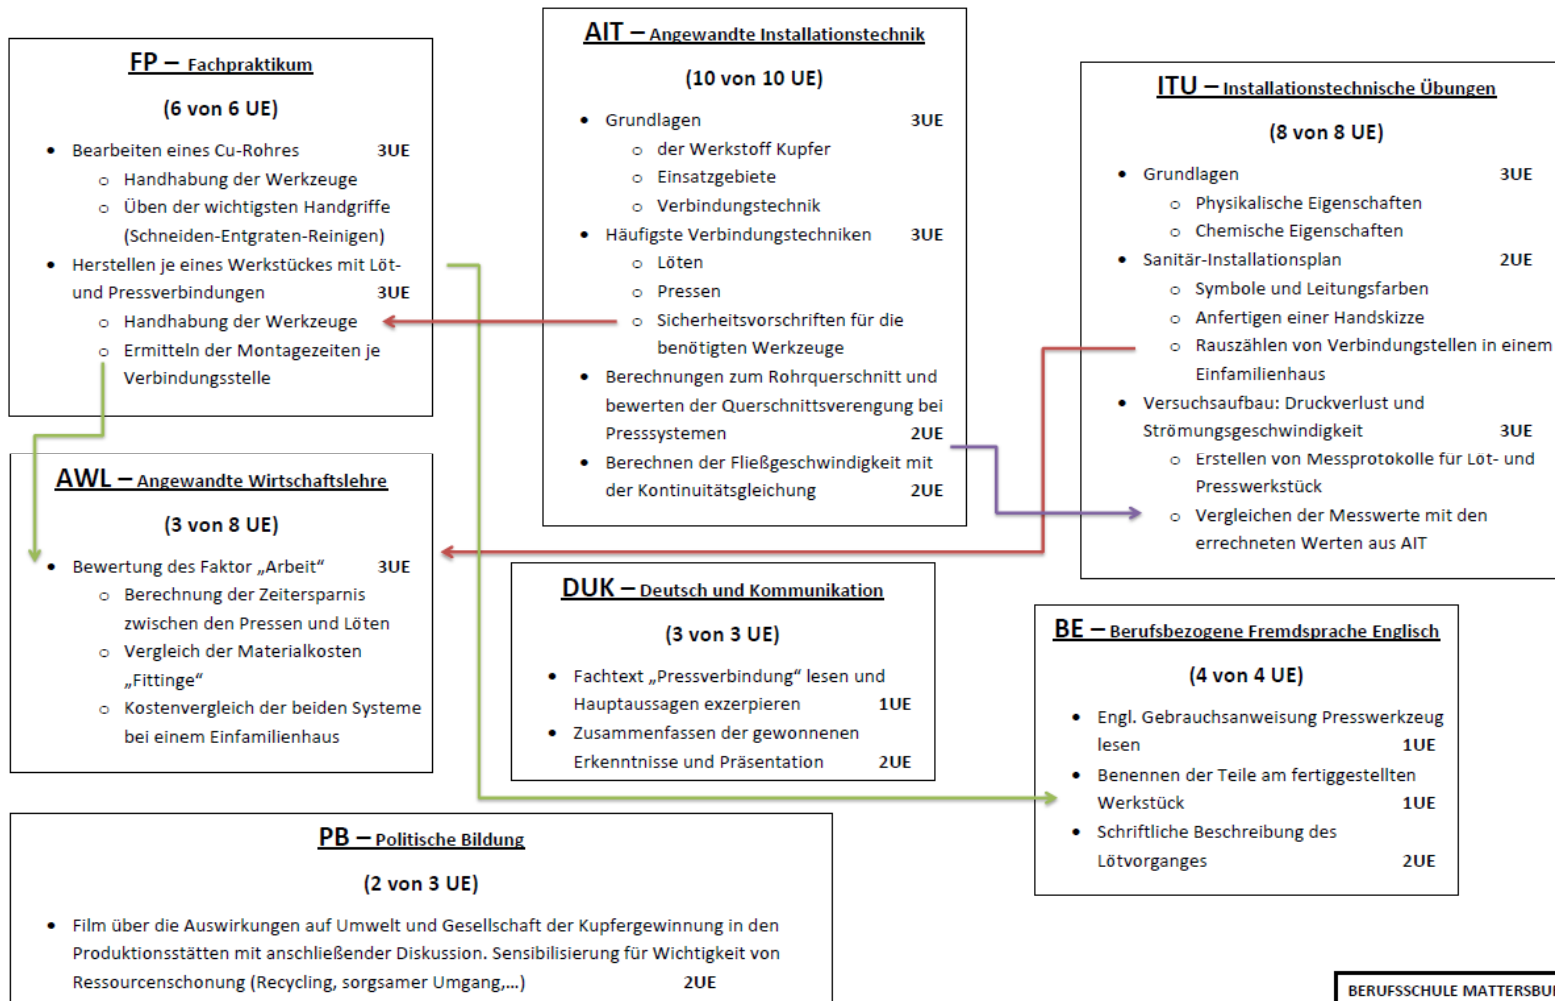 FP – Fachpraktikum
(6 von 6 UE)
• Bearbeiten eines Cu-Rohres 3UE
o Handhabung der Werkzeuge
o Üben der wichtigsten Handgriffe
(Schneiden-Entgraten-Reinigen)
• Herstellen je eines Werkstückes mit Löt-
und Pressverbindungen 3UE
o Handhabung der Werkzeuge
o Ermitteln der Montagezeiten je
Verbindungsstelle
AIT – Angewandte Installationstechnik
(10 von 10 UE)
• Grundlagen 3UE
o der Werkstoff Kupfer
o Einsatzgebiete
o Verbindungstechnik
• Häufigste Verbindungstechniken 3UE
o Löten
o Pressen
o Sicherheitsvorschriften für die
benötigten Werkzeuge
• Berechnungen zum Rohrquerschnitt und
bewerten der Querschnittsverengung bei
Presssystemen 2UE
• Berechnen der Fließgeschwindigkeit mit
der Kontinuitätsgleichung 2UE
ITU – Installationstechnische Übungen
(8 von 8 UE)
• Grundlagen 3UE
o Physikalische Eigenschaften
o Chemische Eigenschaften
• Sanitär-Installationsplan 2UE
o Symbole und Leitungsfarben
o Anfertigen einer Handskizze
o Rauszählen von Verbindungstellen in einem
Einfamilienhaus
• Versuchsaufbau: Druckverlust und
Strömungsgeschwindigkeit 3UE
o Erstellen von Messprotokolle für Löt- und
Presswerkstück
o Vergleichen der Messwerte mit den
errechneten Werten aus AIT
AWL – Angewandte Wirtschaftslehre
(3 von 8 UE)
• Bewertung des Faktor „Arbeit“ 3UE
o Berechnung der Zeitersparnis
zwischen den Pressen und Löten
o Vergleich der Materialkosten
„Fittinge“
o Kostenvergleich der beiden Systeme
bei einem Einfamilienhaus
DUK – Deutsch und Kommunikation
(3 von 3 UE)
• Fachtext „Pressverbindung“ lesen und
Hauptaussagen exzerpieren 1UE
• Zusammenfassen der gewonnenen
Erkenntnisse und Präsentation 2UE
BE – Berufsbezogene Fremdsprache Englisch
(4 von 4 UE)
• Engl. Gebrauchsanweisung Presswerkzeug
lesen 1UE
• Benennen der Teile am fertiggestellten
Werkstück 1UE
• Schriftliche Beschreibung des
Lötvorganges 2UE
PB – Politische Bildung
(2 von 3 UE)
• Film über die Auswirkungen auf Umwelt und Gesellschaft der Kupfergewinnung in den
Produktionsstätten mit anschließender Diskussion. Sensibilisierung für Wichtigkeit von
Ressourcenschonung (Recycling, sorgsamer Umgang,...) 2UE
BERUFSSCHULE